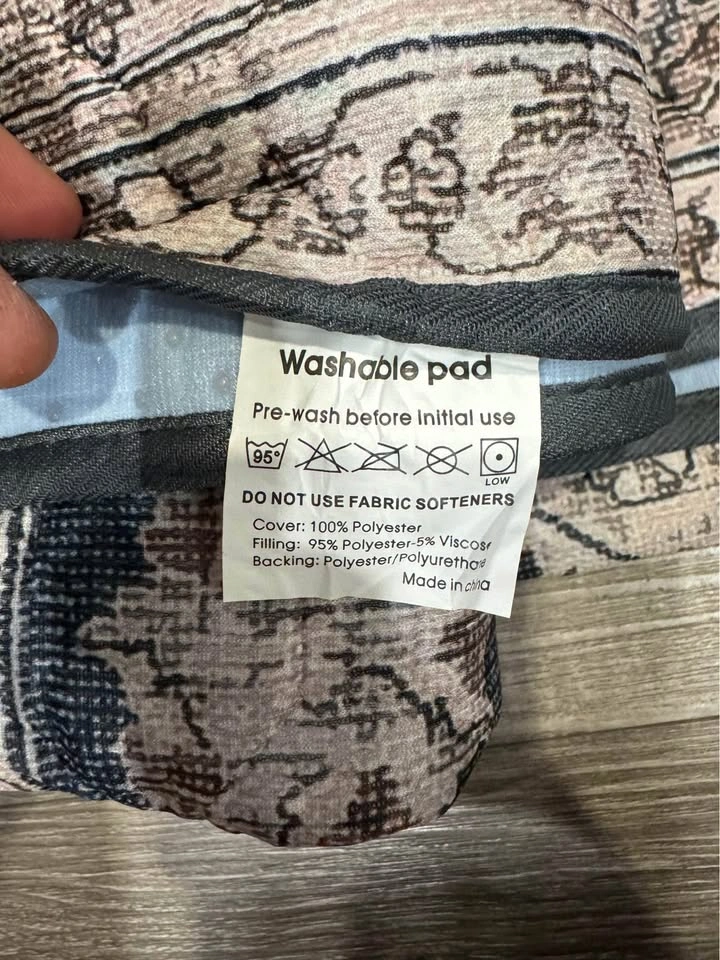 Washable pad
Pre-wash before initial use
95°
LOW
DO NOT USE FABRIC SOFTENERS
Cover: 100% Polyester
Filling: 95% Polyester-5% Viscose
Backing: Polyester/Polyurethane
Made in china